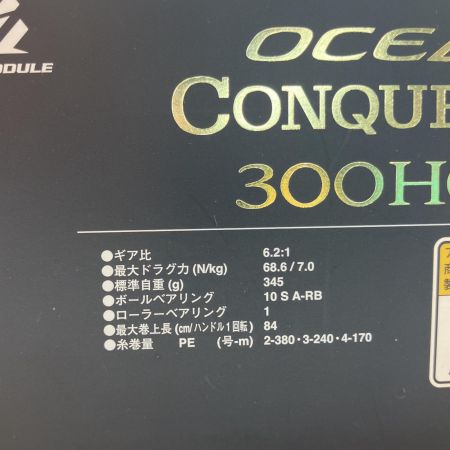 OCEA
CONQUE
300H
ODULE
●ギア比 6.2:1
●最大ドラグ力 (N/kg) 68.6 / 7.0
●標準自重 (g) 345
●ボールベアリング 10 S A-RB
●ローラーベアリング 1
●最大巻上長 (cm/ハンドル1回転) 84
●糸巻量 PE (号-m) 2-380・3-240・4-170